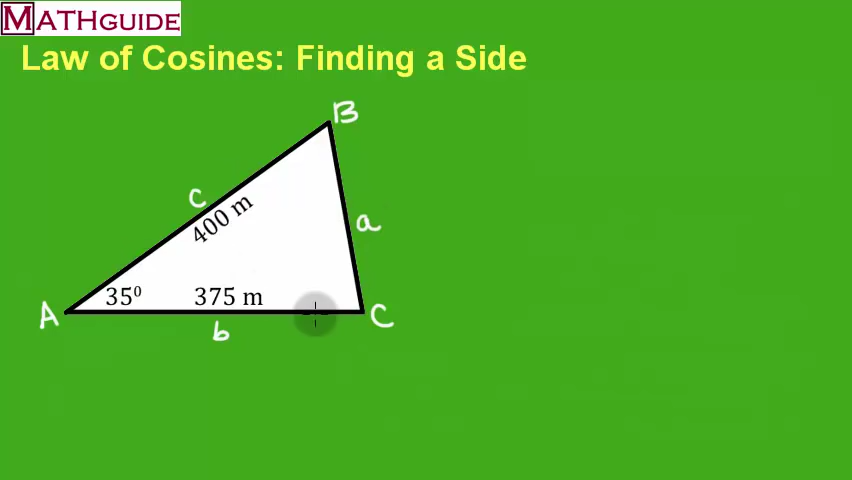 MATHGUIDE
Law of Cosines: Finding a Side
B
c
400 m
a
A
35⁰
375 m
C
b